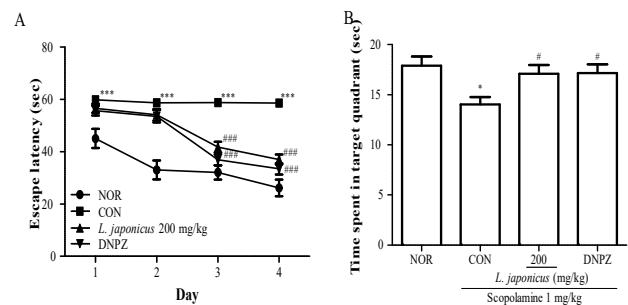 A
Escape latency (sec)
80
60
40
20
0
***
***
***
***
###
###
###
###
NOR
CON
L. japonicus 200 mg/kg
DNPZ
1
2
3
4
Day
B
Time spent in target quadrant (sec)
20
15
10
5
0
*
#
#
NOR
CON
200
DNPZ
L. japonicus (mg/kg)
Scopolamine 1 mg/kg